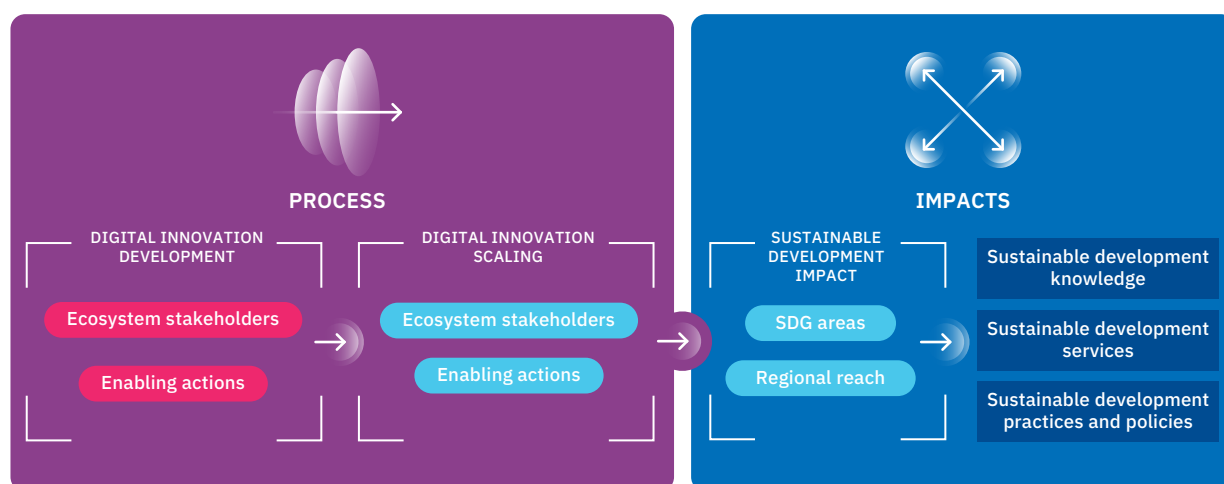 PROCESS
DIGITAL INNOVATION
DEVELOPMENT
Ecosystem stakeholders
Enabling actions
DIGITAL INNOVATION
SCALING
Ecosystem stakeholders
Enabling actions
IMPACTS
SUSTAINABLE
DEVELOPMENT
IMPACT
SDG areas
Regional reach
Sustainable development
knowledge
Sustainable development
services
Sustainable development
practices and policies